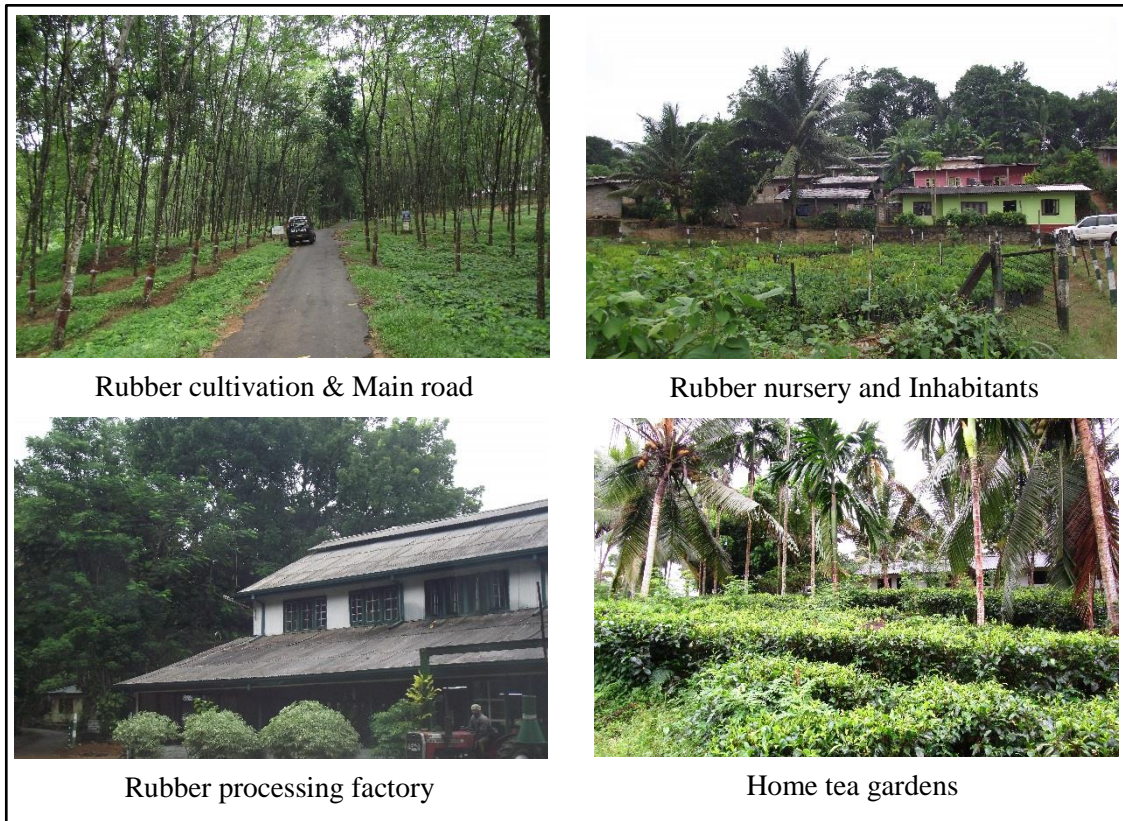 Rubber cultivation & Main road
Rubber nursery and Inhabitants
Rubber processing factory
Home tea gardens